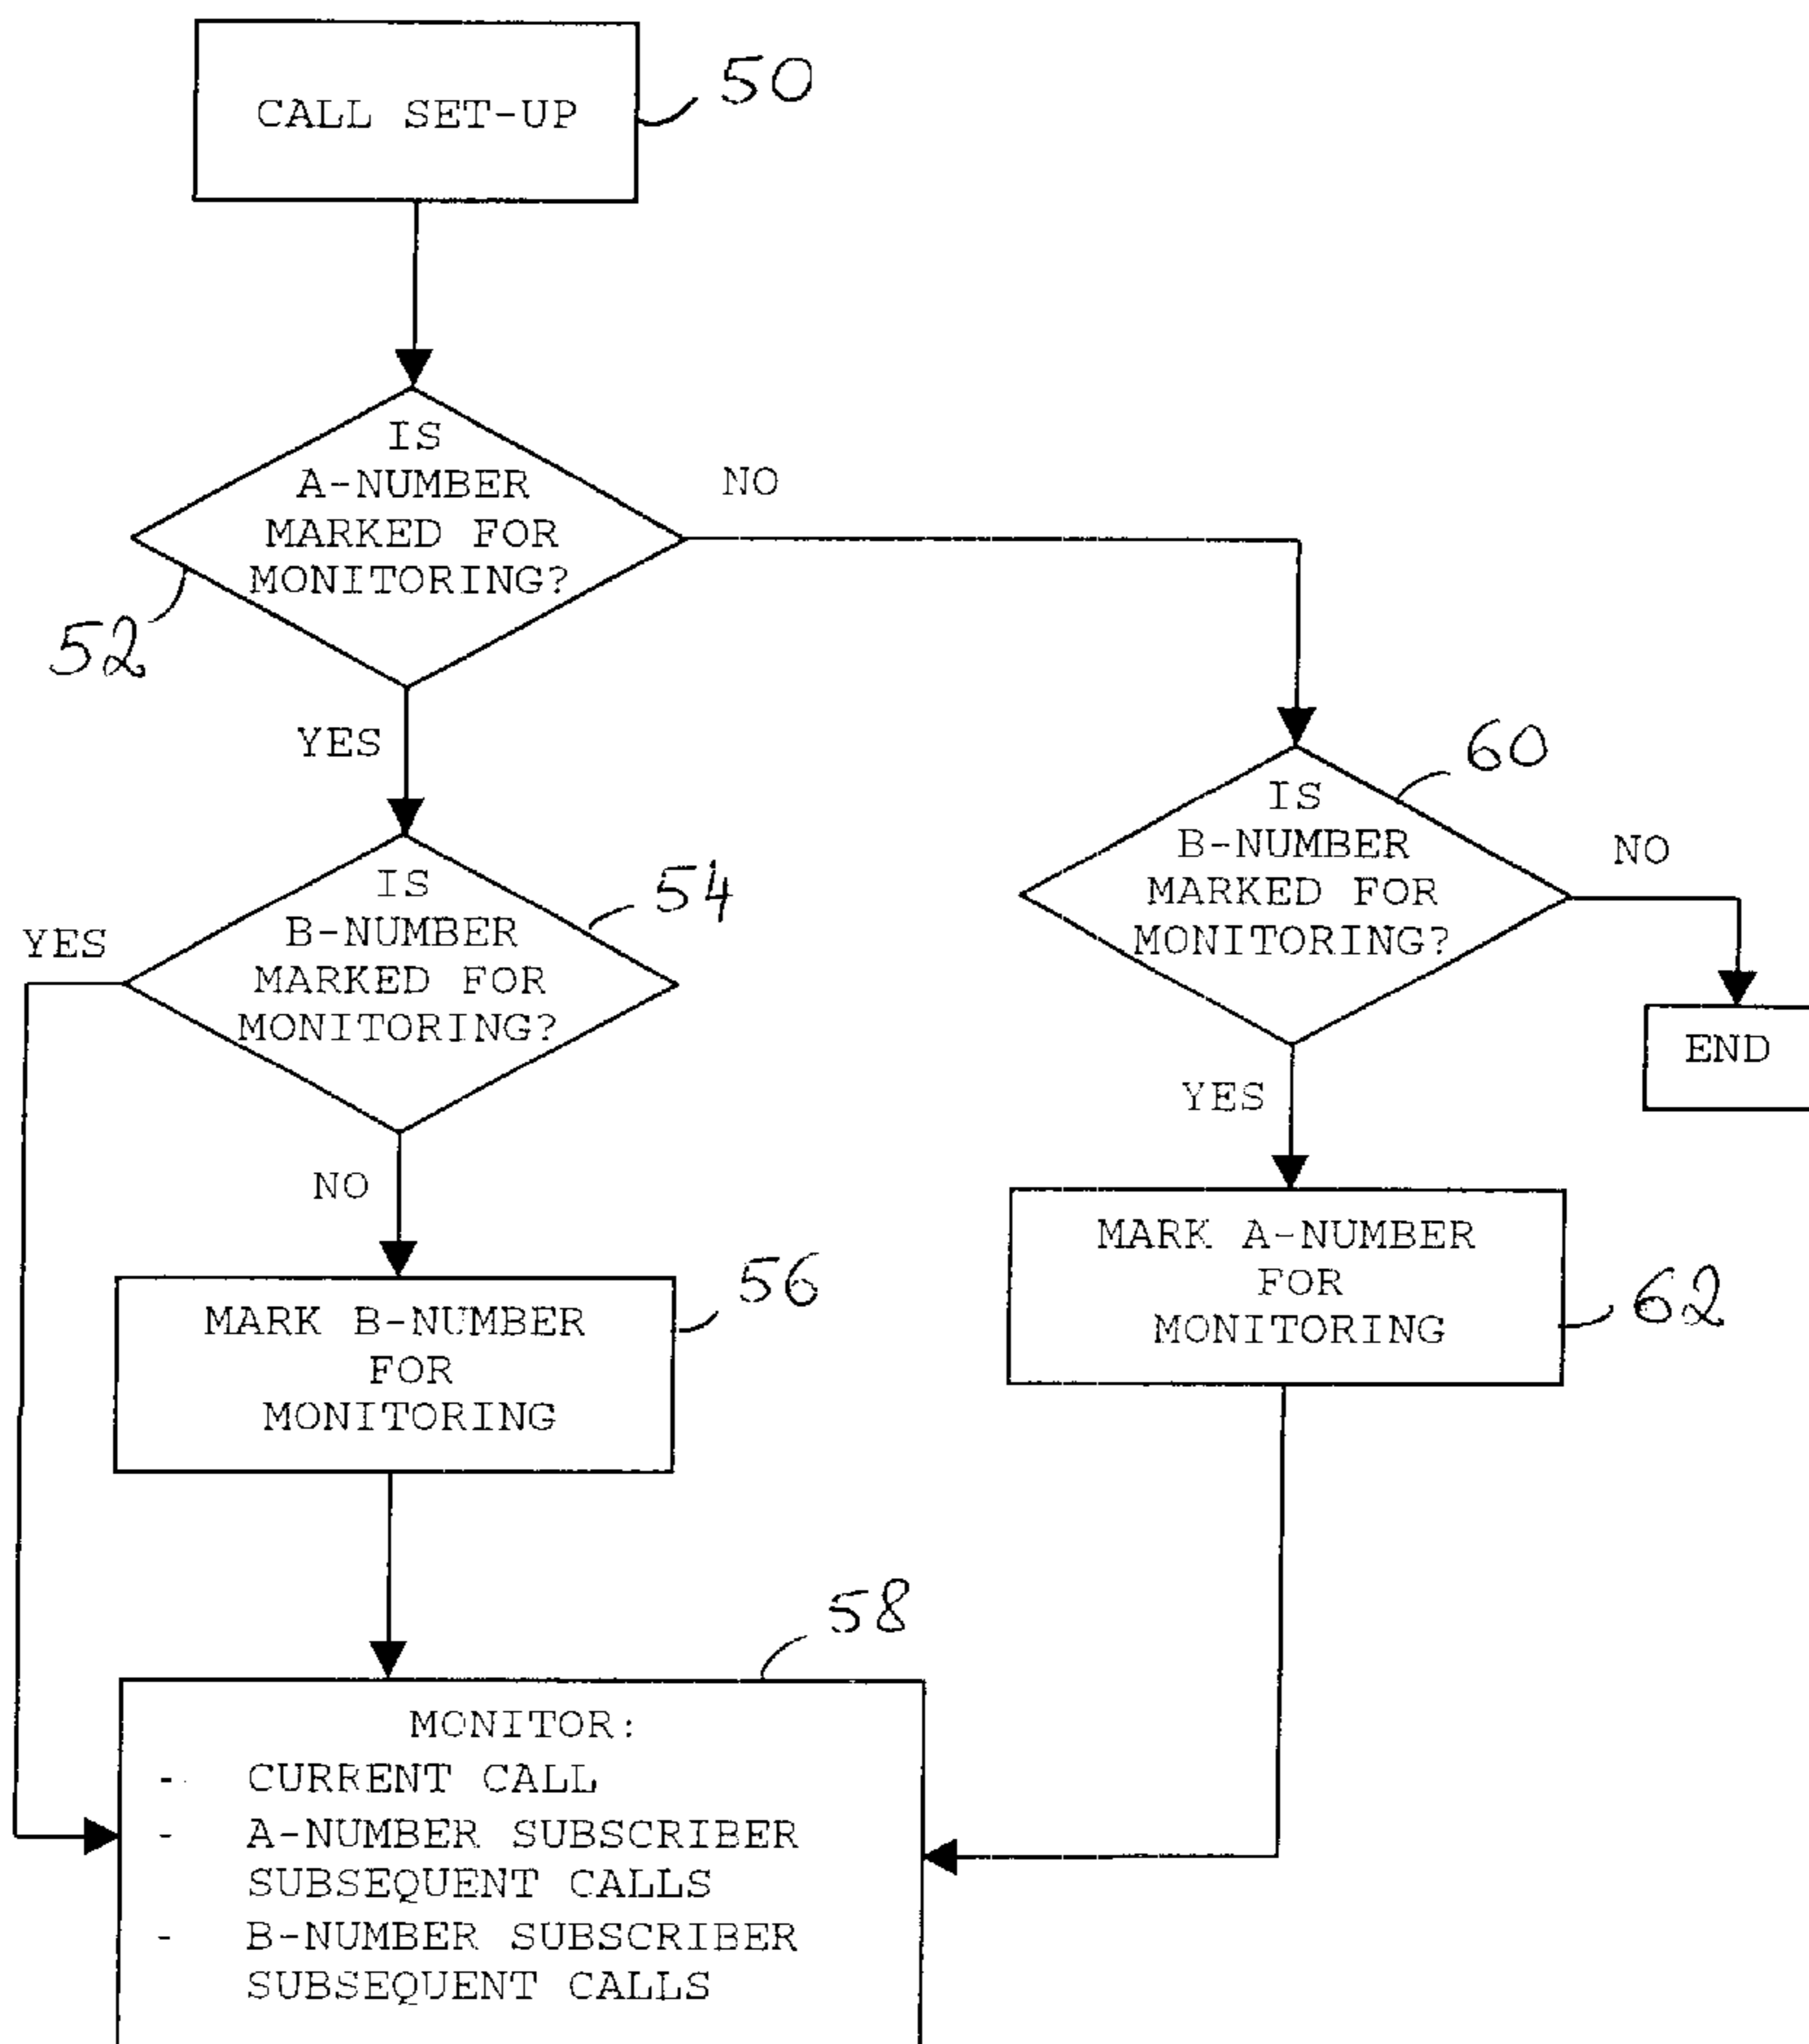 CALL SET-UP
50
IS
A-NUMBER
MARKED FOR
MONITORING?
NO
52
YES
60
IS
B-NUMBER
MARKED FOR
MONITORING?
NO
END
YES
IS
B-NUMBER
MARKED FOR
MONITORING?
54
YES
NO
MARK A-NUMBER
FOR
MONITORING
62
MARK B-NUMBER
FOR
MONITORING
56
58
MONITOR:
- CURRENT CALL
- A-NUMBER SUBSCRIBER
SUBSEQUENT CALLS
- B-NUMBER SUBSCRIBER
SUBSEQUENT CALLS